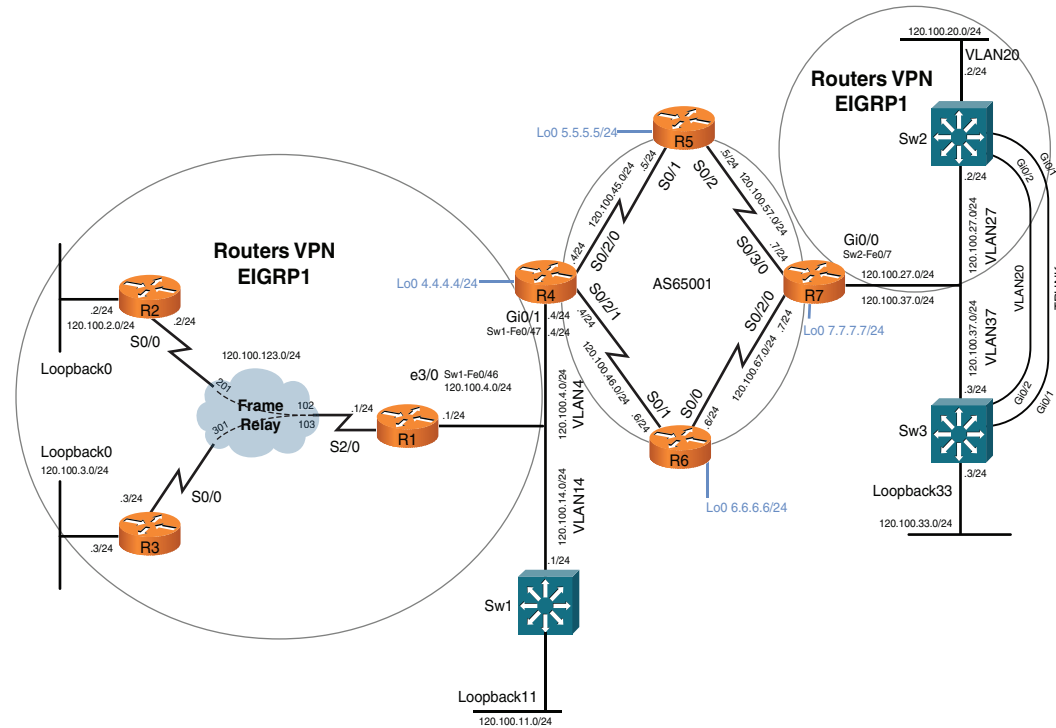 120.100.20.0/24
VLAN20
.2/24
Routers VPN
EIGRP1
Sw2
Gi0/2
Gi0/1
.2/24
120.100.27.0/24
VLAN27
VLAN20
R5
Lo0 5.5.5.5/24
.5/24
S0/1
120.100.45.0/24
S0/2/0
.4/24
.5/24
S0/2
120.100.57.0/24
.7/24
S0/3/0
AS65001
Gi0/0
Sw2-Fe0/7
120.100.27.0/24
R7
120.100.37.0/24
Lo0 7.7.7.7/24
Routers VPN
EIGRP1
Lo0 4.4.4.4/24
R4
Gi0/1
Sw1-Fe0/47
.4/24
.4/24
S0/2/1
.4/24
120.100.46.0/24
S0/1
.6/24
S0/2/0
.7/24
120.100.67.0/24
S0/0
.6/24
R6
Lo0 6.6.6.6/24
120.100.37.0/24
VLAN37
.3/24
Gi0/2
Gi0/1
Sw3
.3/24
Loopback33
120.100.33.0/24
R2
.2/24
120.100.2.0/24
.2/24
S0/0
Loopback0
120.100.123.0/24
201
102
Frame
Relay
301
103
.1/24
S2/0
e3/0
Sw1-Fe0/46
120.100.4.0/24
R1
.1/24
120.100.4.0/24
VLAN4
Loopback0
120.100.3.0/24
.3/24
S0/0
R3
.3/24
120.100.14.0/24
VLAN14
.1/24
Sw1
Loopback11
120.100.11.0/24